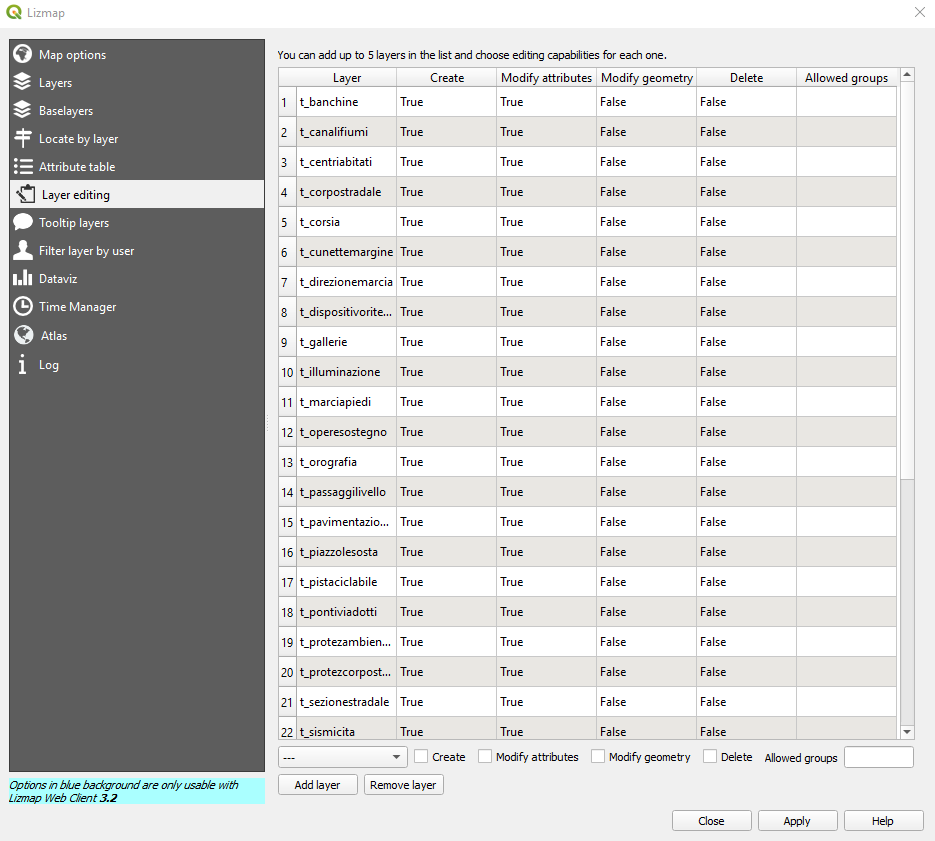 Lizmap
Map options
Layers
Baselayers
Locate by layer
Attribute table
Layer editing
Tooltip layers
Filter layer by user
Dataviz
Time Manager
Atlas
Log
Options in blue background are only usable with
Lizmap Web Client 3.2
You can add up to 5 layers in the list and choose editing capabilities for each one.
Layer Create Modify attributes Modify geometry Delete Allowed groups
1 t_banchine True True False False
2 t_canalifiumi True True False False
3 t_centriabitati True True False False
4 t_corpostradale True True False False
5 t_corsia True True False False
6 t_cunettemargine True True False False
7 t_direzionemarcia True True False False
8 t_dispositivorite... True True False False
9 t_gallerie True True False False
10 t_illuminazione True True False False
11 t_marciapiedi True True False False
12 t_operesostegno True True False False
13 t_orografia True True False False
14 t_passaggilivello True True False False
15 t_pavimentazio... True True False False
16 t_piazzolesosta True True False False
17 t_pistaciclabile True True False False
18 t_pontiviadotti True True False False
19 t_protezambien... True True False False
20 t_protezcorpost... True True False False
21 t_sezionestradale True True False False
22 t_sismicita True True False False
--- Create Modify attributes Modify geometry Delete Allowed groups
Add layer Remove layer
Close Apply Help